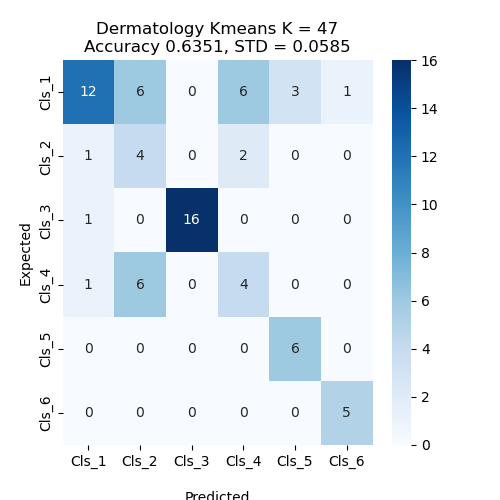 Dermatology Kmeans K = 47
Accuracy 0.6351, STD = 0.0585
Expected
Cls_1 12 6 0 6 3 1
Cls_2 1 4 0 2 0 0
Cls_3 1 0 16 0 0 0
Cls_4 1 6 0 4 0 0
Cls_5 0 0 0 0 6 0
Cls_6 0 0 0 0 0 5
Cls_1 Cls_2 Cls_3 Cls_4 Cls_5 Cls_6
Predicted
16
14
12
10
8
6
4
2
0